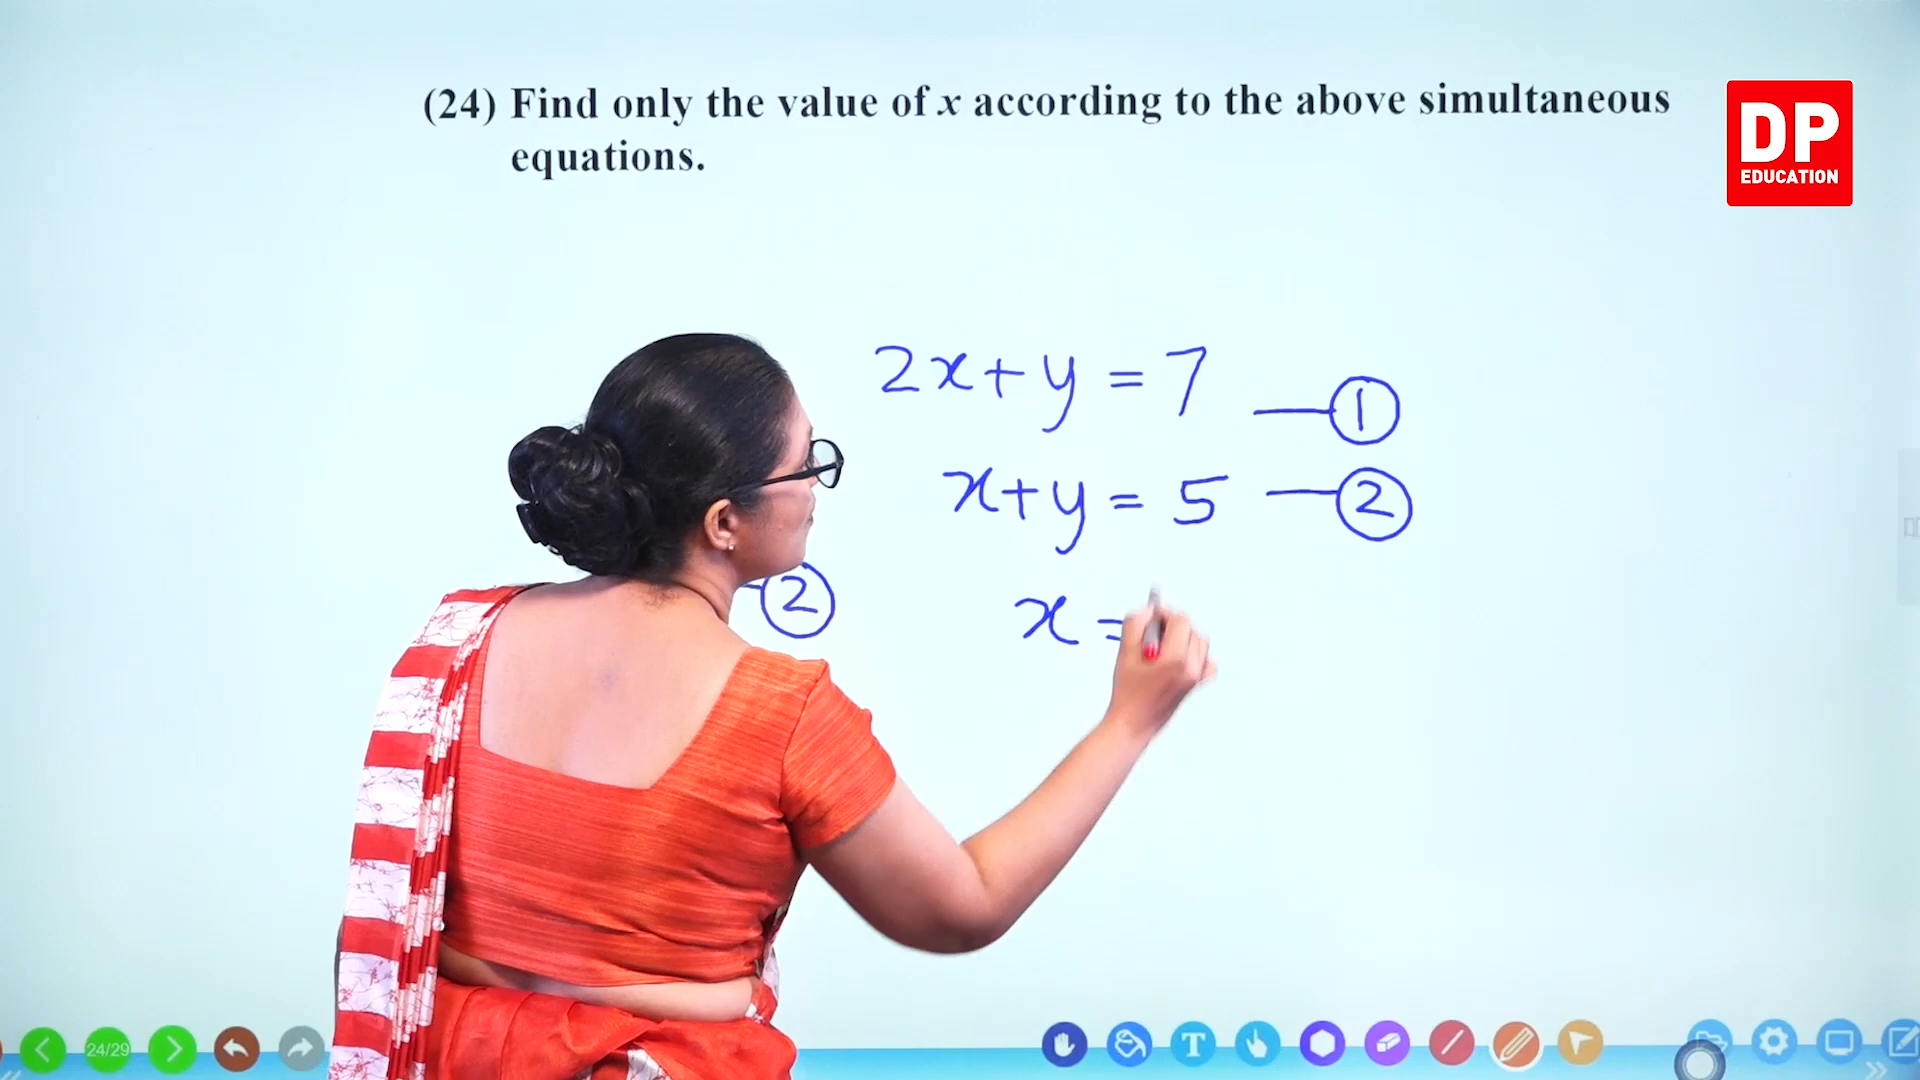 (24) Find only the value of x according to the above simultaneous
equations.
DP
EDUCATION
2x+y = 7 —①
x+y = 5 —②
②
x =
24/29
T